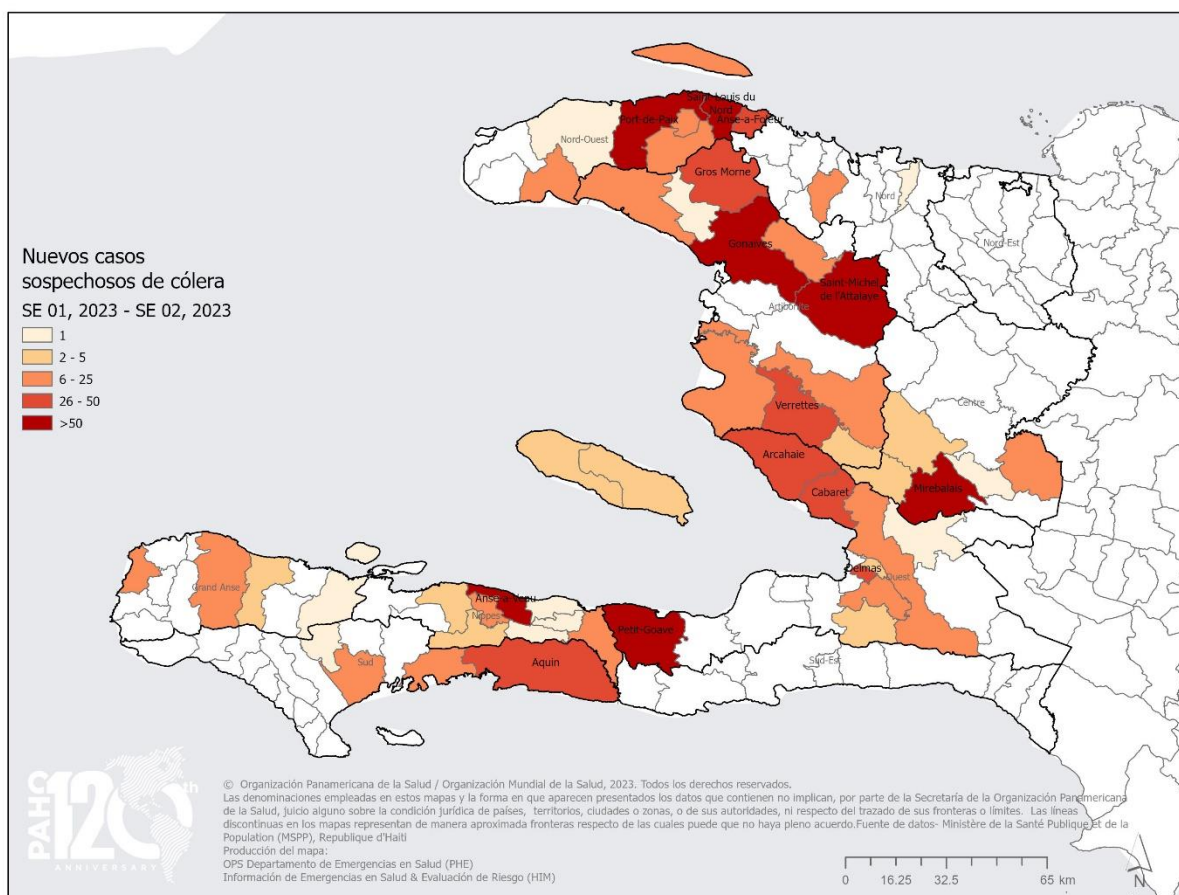 Saint-Louis du
Nord
Port-de-Paix
Anse-a-Foleur
Nord-Ouest
Gros Morne
Nord
Nord-Est
Gonaives
Saint-Michel
de l'Attalaye
Artibonite
Nuevos casos
sospechosos de cólera
SE 01, 2023 - SE 02, 2023
1
2 - 5
6 - 25
26 - 50
>50
Verrettes
Centre
Arcahaie
Mirebalais
Cabaret
Delmas
Ouest
Grand Anse
Anse-a-Veau
Nippes
Petit-Goave
Sud
Aquin
Sud-Est
PAHO
120th
ANNIVERSARY
© Organización Panamericana de la Salud / Organización Mundial de la Salud, 2023. Todos los derechos reservados.
Las denominaciones empleadas en estos mapas y la forma en que aparecen presentados los datos que contienen no implican, por parte de la Secretaría de la Organización Panamericana
de la Salud, juicio alguno sobre la condición jurídica de países, territorios, ciudades o zonas, o de sus autoridades, ni respecto del trazado de sus fronteras o límites. Las líneas
discontinuas en los mapas representan de manera aproximada fronteras respecto de las cuales puede que no haya pleno acuerdo.Fuente de datos- Ministère de la Santé Publique et de la
Population (MSPP), Republique d'Haiti
Producción del mapa:
OPS Departamento de Emergencias en Salud (PHE)
Información de Emergencias en Salud & Evaluación de Riesgo (HIM)
0 16.25 32.5 65 km
N